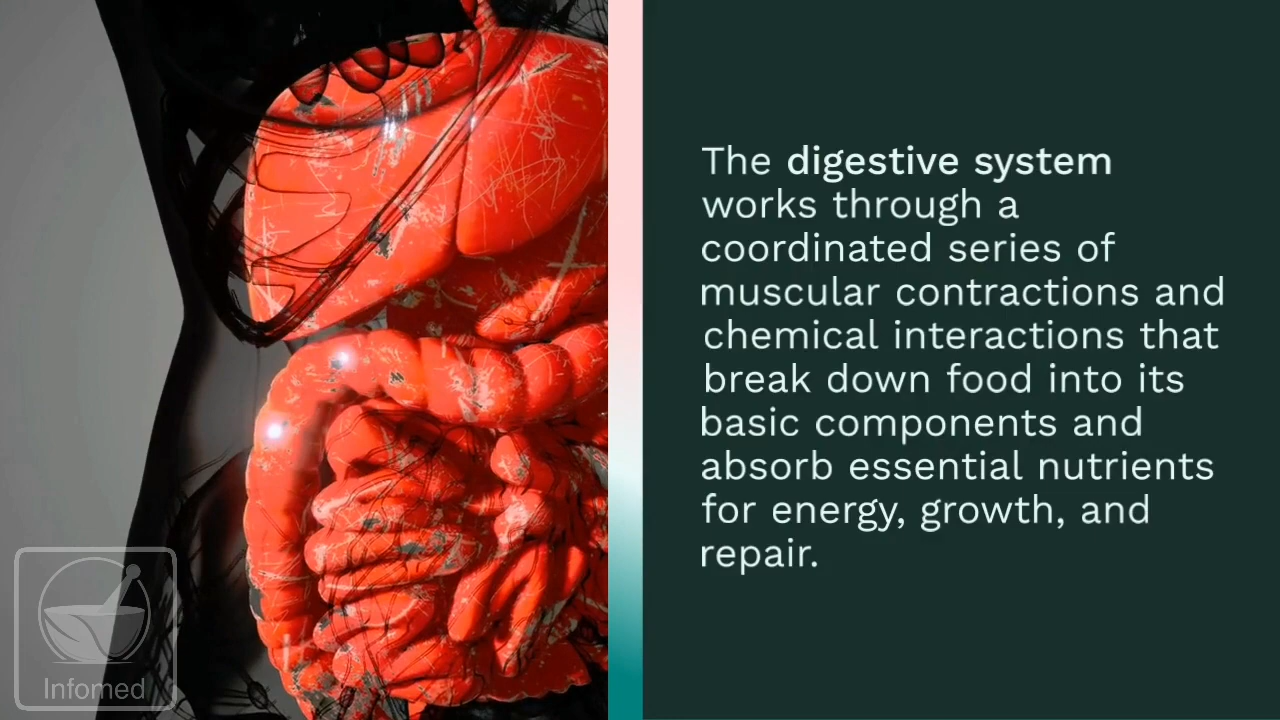 The digestive system
works through a
coordinated series of
muscular contractions and
chemical interactions that
break down food into its
basic components and
absorb essential nutrients
for energy, growth, and
repair.
Infomed